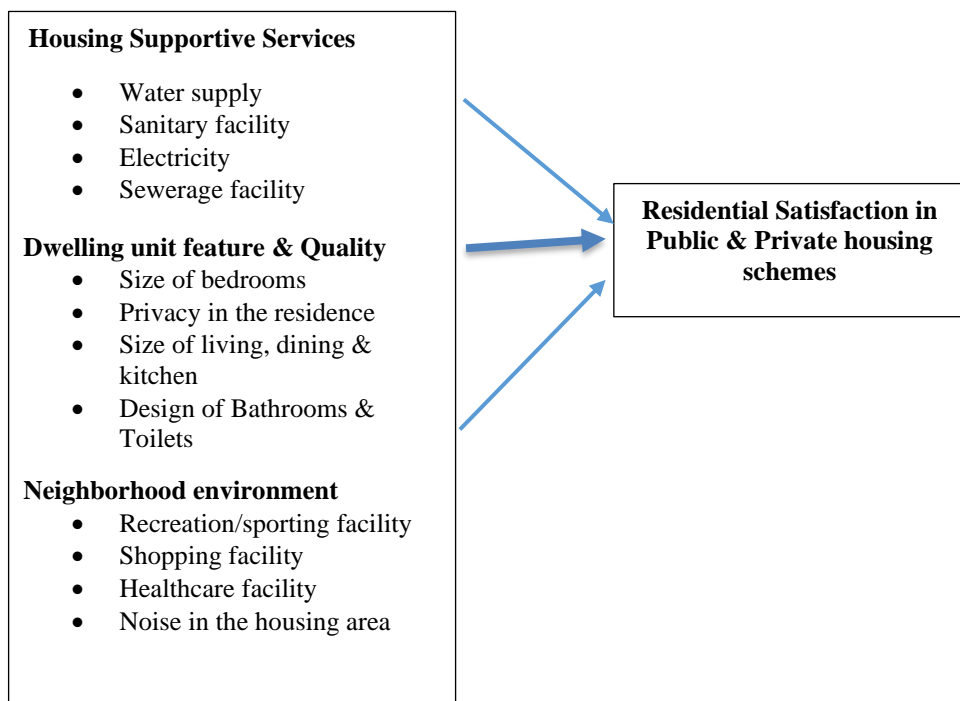 Housing Supportive Services
• Water supply
• Sanitary facility
• Electricity
• Sewerage facility
Dwelling unit feature & Quality
• Size of bedrooms
• Privacy in the residence
• Size of living, dining &
kitchen
• Design of Bathrooms &
Toilets
Neighborhood environment
• Recreation/sporting facility
• Shopping facility
• Healthcare facility
• Noise in the housing area
Residential Satisfaction in
Public & Private housing
schemes